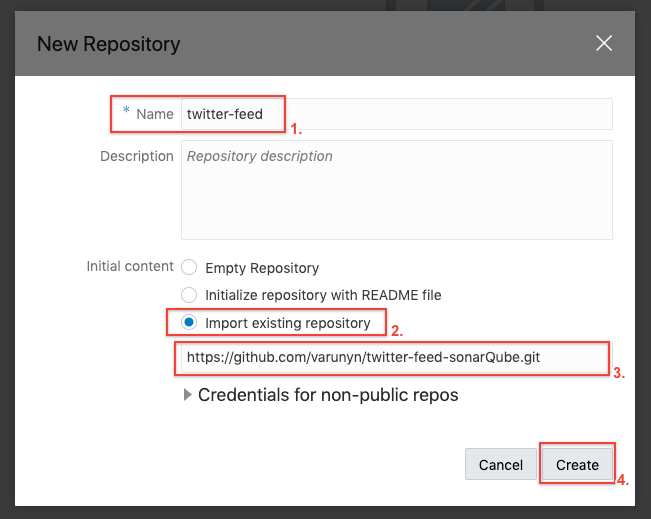 New Repository
* Name twitter-feed
1.
Description Repository description
Initial content Empty Repository
Initialize repository with README file
Import existing repository
2.
https://github.com/varunyn/twitter-feed-sonarQube.git
3.
Credentials for non-public repos
Cancel Create
4.